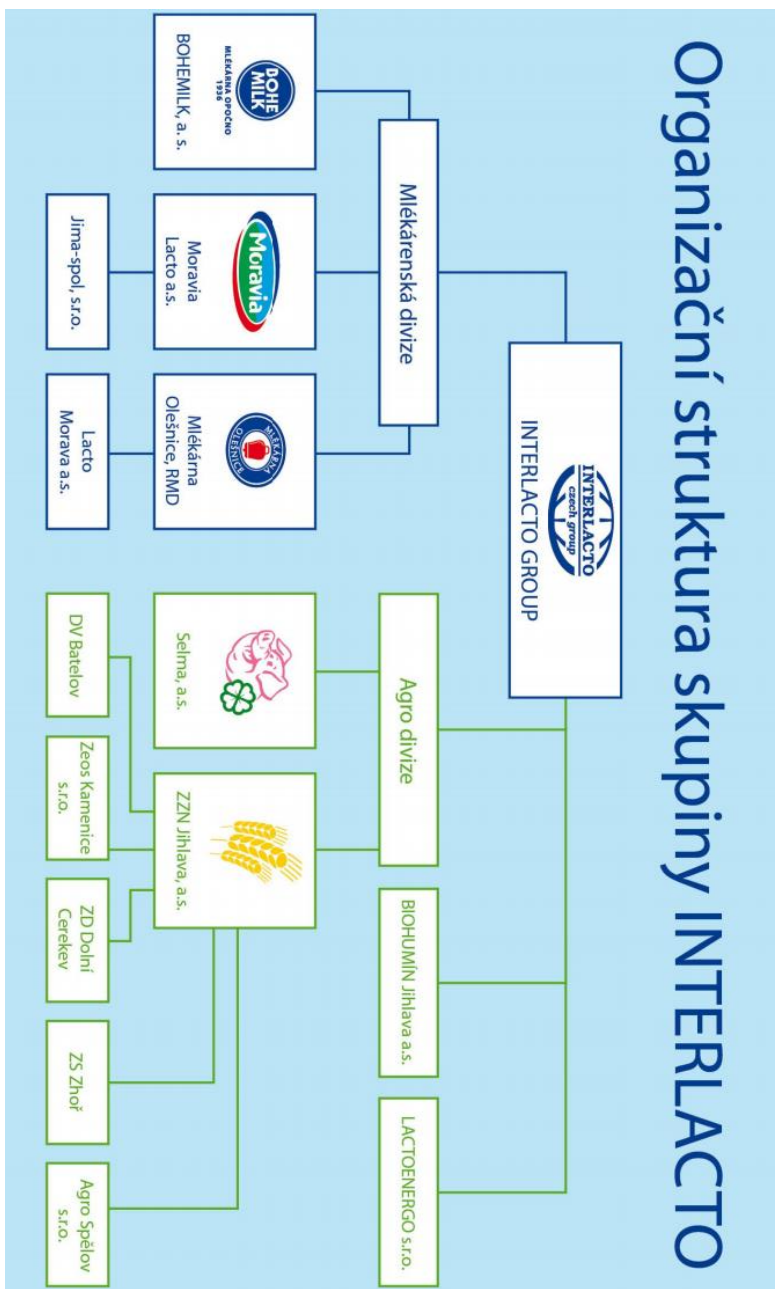 Organizační struktura skupiny INTERLACTO
INTERLACTO
czech group
INTERLACTO GROUP
Mlékárenská divize
Agro divize
BIOHUMÍN Jihlava a.s.
LACTOENERGO s.r.o.
BOHE
MILK
MLÉKÁRNA OPOČNO
1936
BOHEMILK, a. s.
Moravia
Moravia
Lacto a.s.
MLÉKÁRNA
OLEŠNICE
Mlékárna
Olešnice, RMD
Selma, a.s.
ZZN Jihlava, a.s.
Jima-spol, s.r.o.
Lacto
Morava a.s.
DV Batelov
Zeos Kamenice
s.r.o.
ZD Dolní
Cerekev
ZS Zhoř
Agro Spělov
s.r.o.